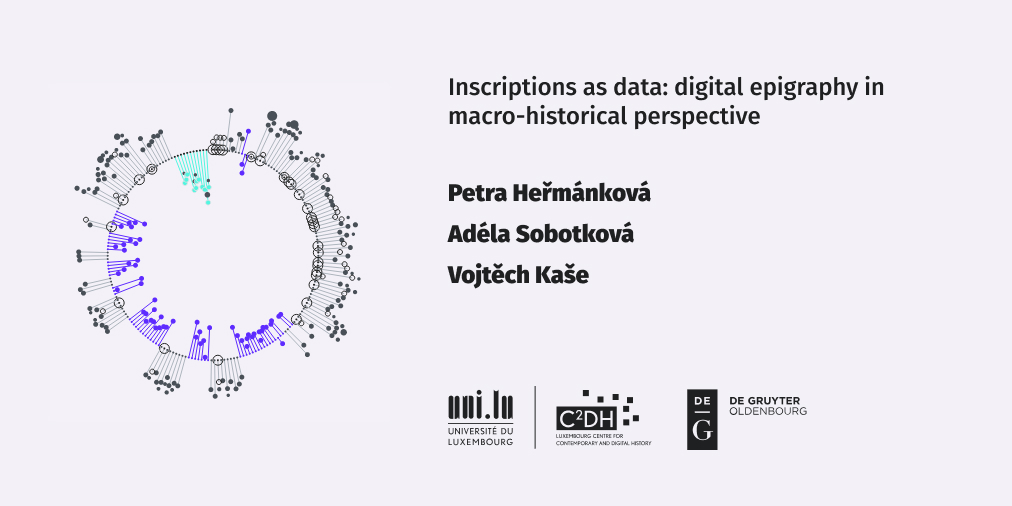 Inscriptions as data: digital epigraphy in
macro-historical perspective
Petra Heřmánková
Adéla Sobotková
Vojtěch Kaše
uni.lu
UNIVERSITÉ DU
LUXEMBOURG
C²DH
LUXEMBOURG CENTRE FOR
CONTEMPORARY AND DIGITAL HISTORY
DE
G
DE GRUYTER
OLDENBOURG